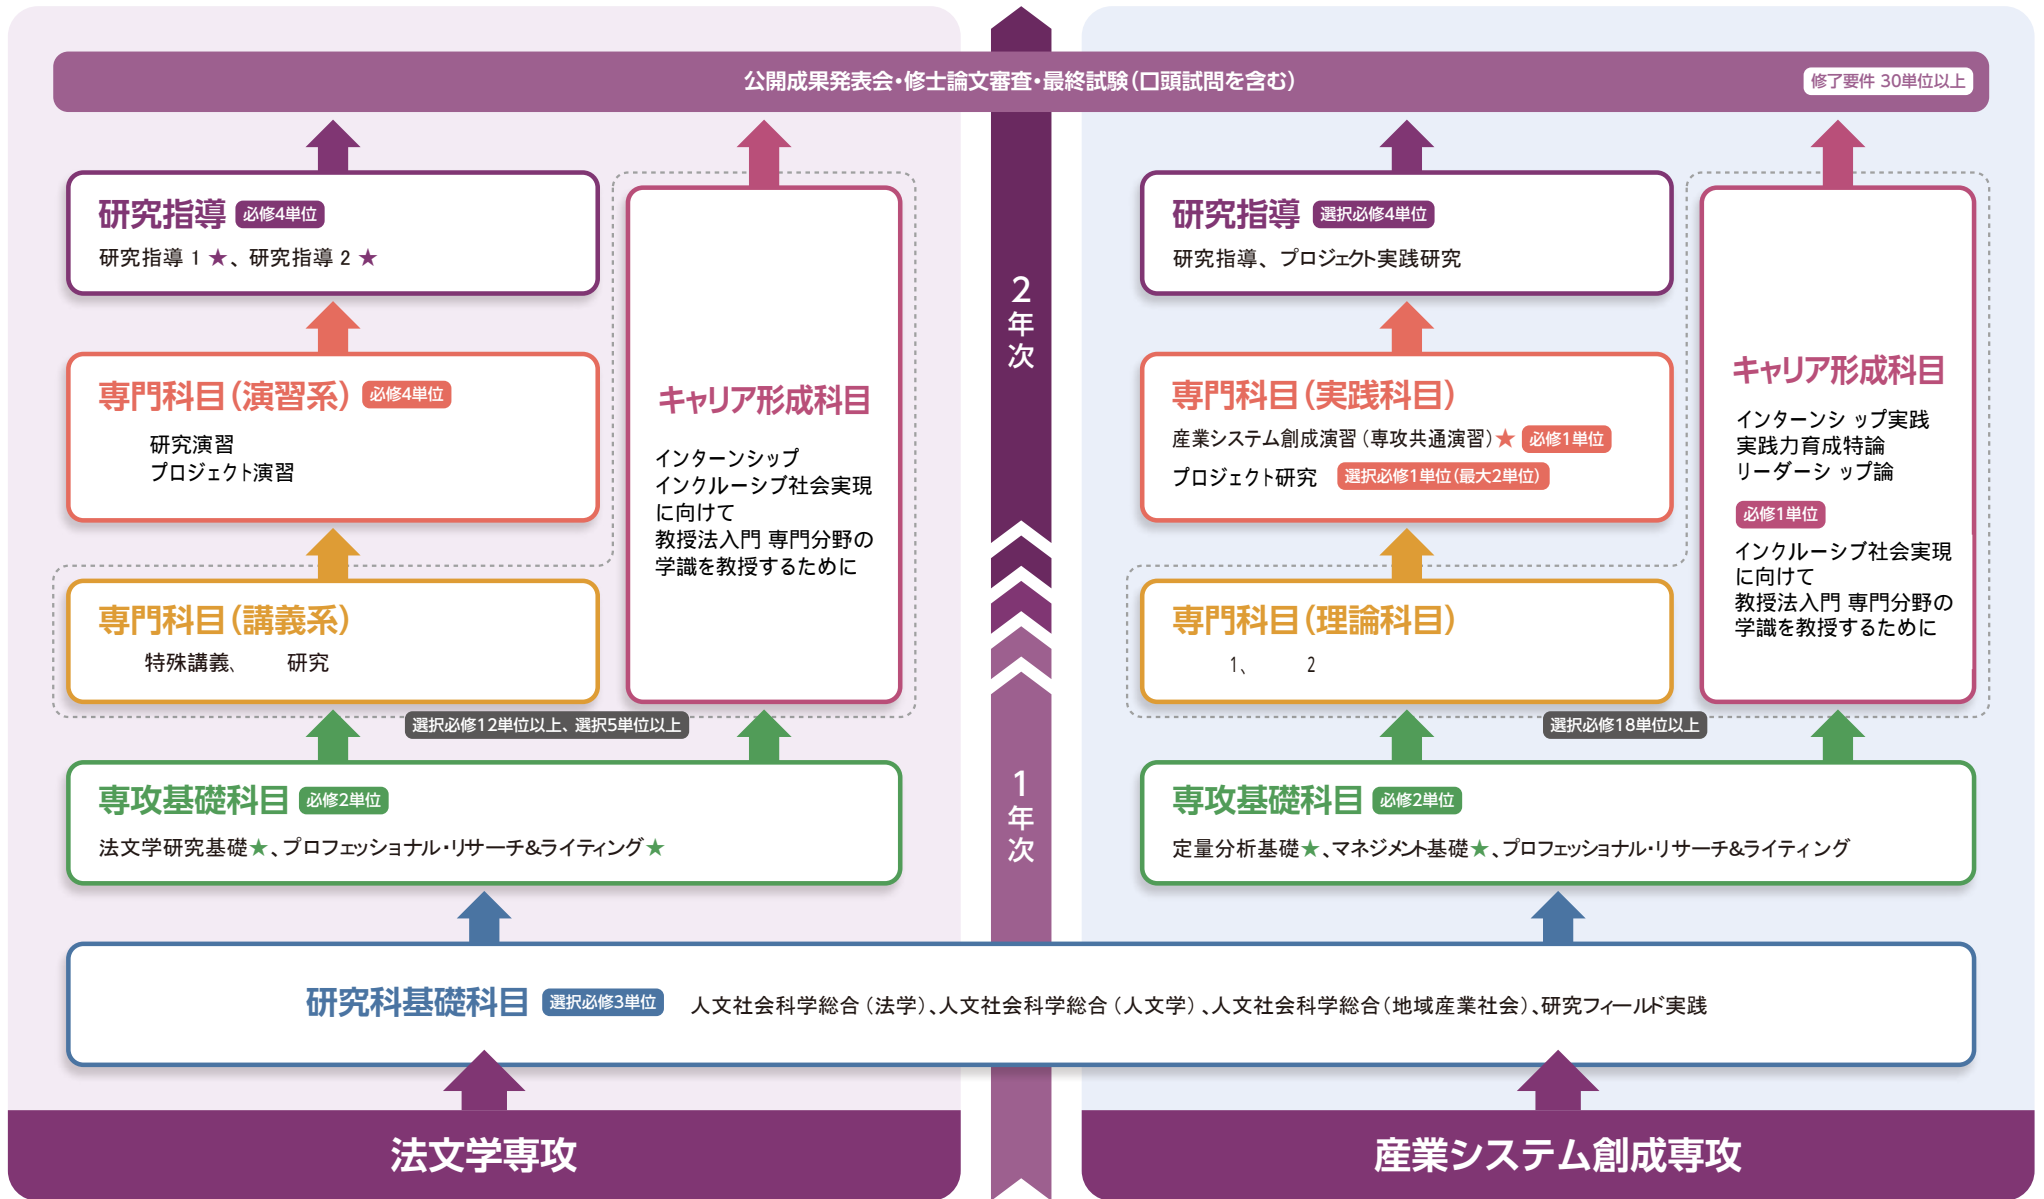 公開成果発表会・修士論文審査・最終試験(口頭試問を含む)
修了要件 30単位以上
研究指導 必修4単位
研究指導 1 ★、研究指導 2 ★
専門科目(演習系) 必修4単位
研究演習
プロジェクト演習
専門科目(講義系)
特殊講義、 研究
キャリア形成科目
インターンシップ
インクルーシブ社会実現
に向けて
教授法入門 専門分野の
学識を教授するために
選択必修12単位以上、選択5単位以上
専攻基礎科目 必修2単位
法文学研究基礎★、プロフェッショナル・リサーチ&ライティング★
2年次
1年次
研究指導 選択必修4単位
研究指導、プロジェクト実践研究
専門科目(実践科目)
産業システム創成演習(専攻共通演習)★ 必修1単位
プロジェクト研究 選択必修1単位(最大2単位)
専門科目(理論科目)
1、 2
キャリア形成科目
インターンシップ実践
実践力育成特論
リーダーシップ論
必修1単位
インクルーシブ社会実現
に向けて
教授法入門 専門分野の
学識を教授するために
選択必修18単位以上
専攻基礎科目 必修2単位
定量分析基礎★、マネジメント基礎★、プロフェッショナル・リサーチ&ライティング
研究科基礎科目 選択必修3単位 人文社会科学総合(法学)、人文社会科学総合(人文学)、人文社会科学総合(地域産業社会)、研究フィールド実践
法文学専攻
産業システム創成専攻